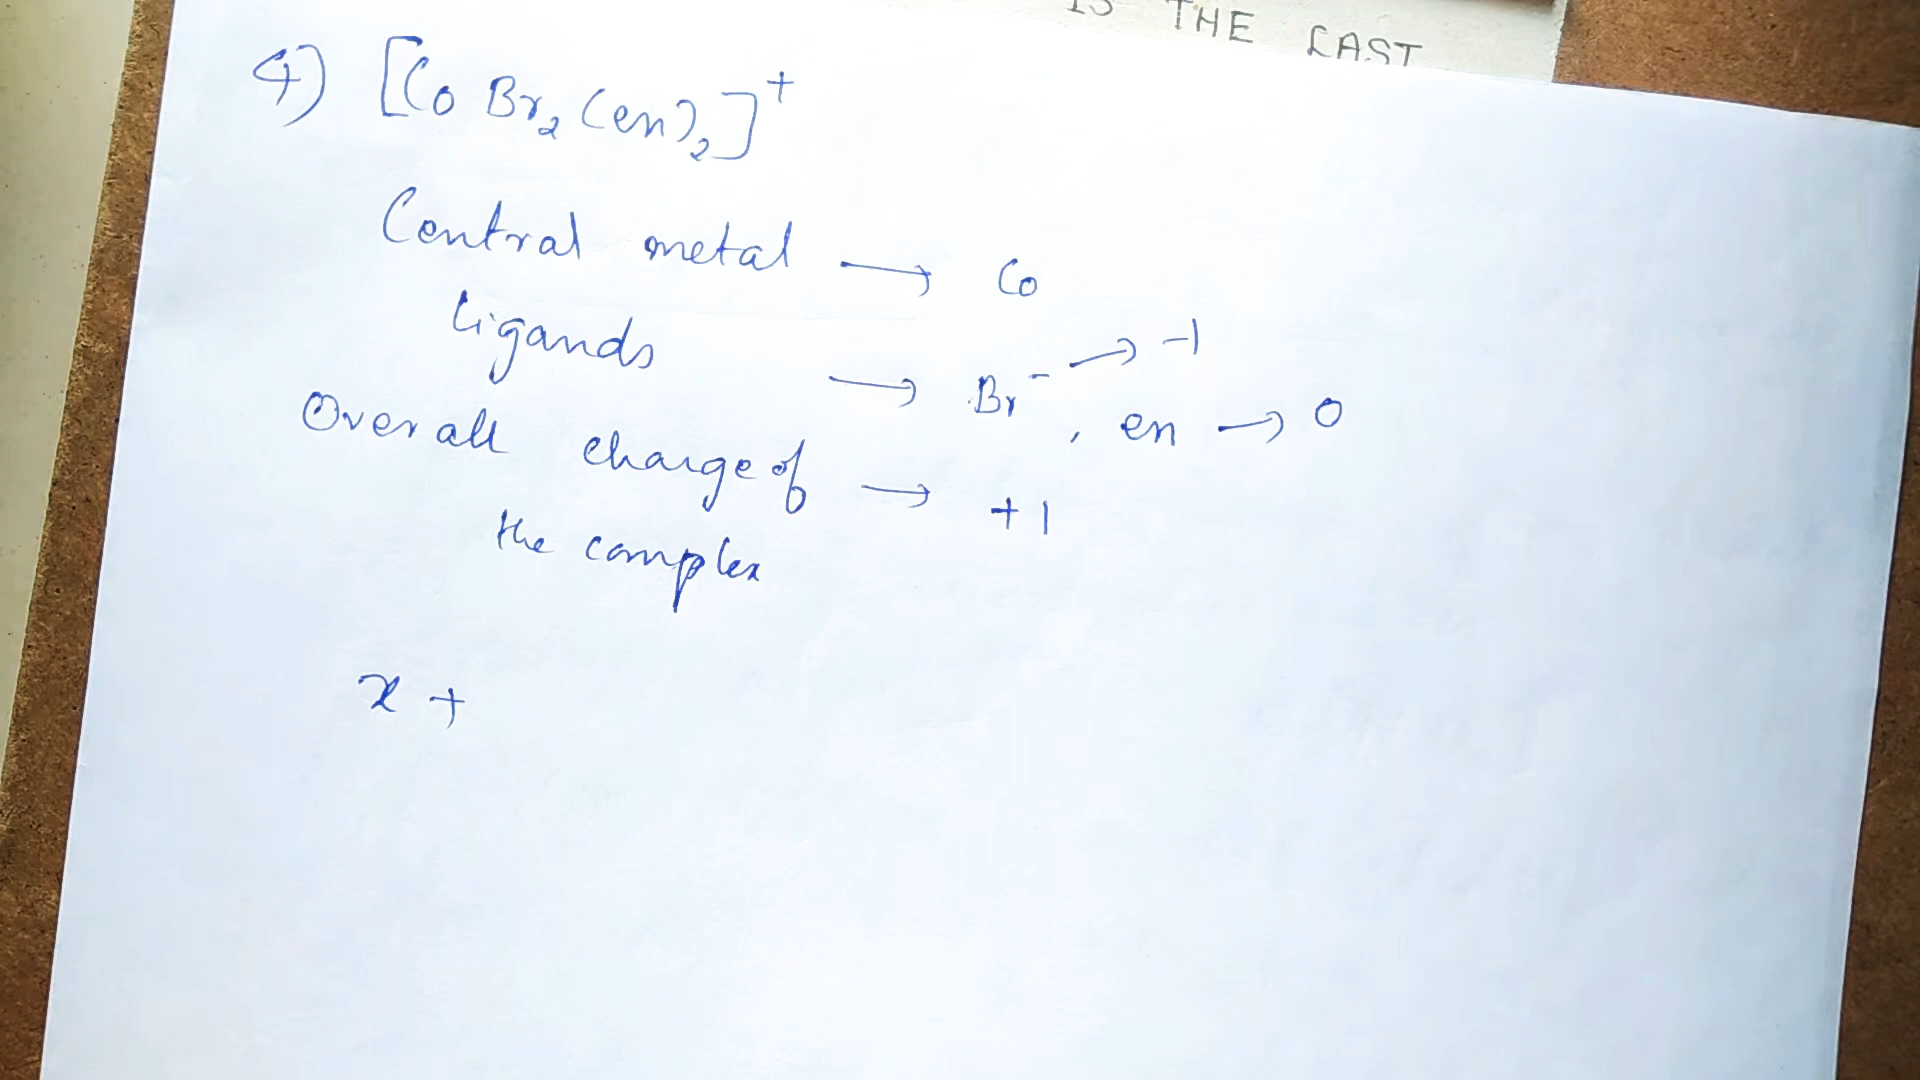 IS THE LAST
4) [Co Br₂ (en)₂]⁺
Central metal → Co
Ligands → Br⁻ → -1 , en → 0
Overall charge of → +1
the complex
x +